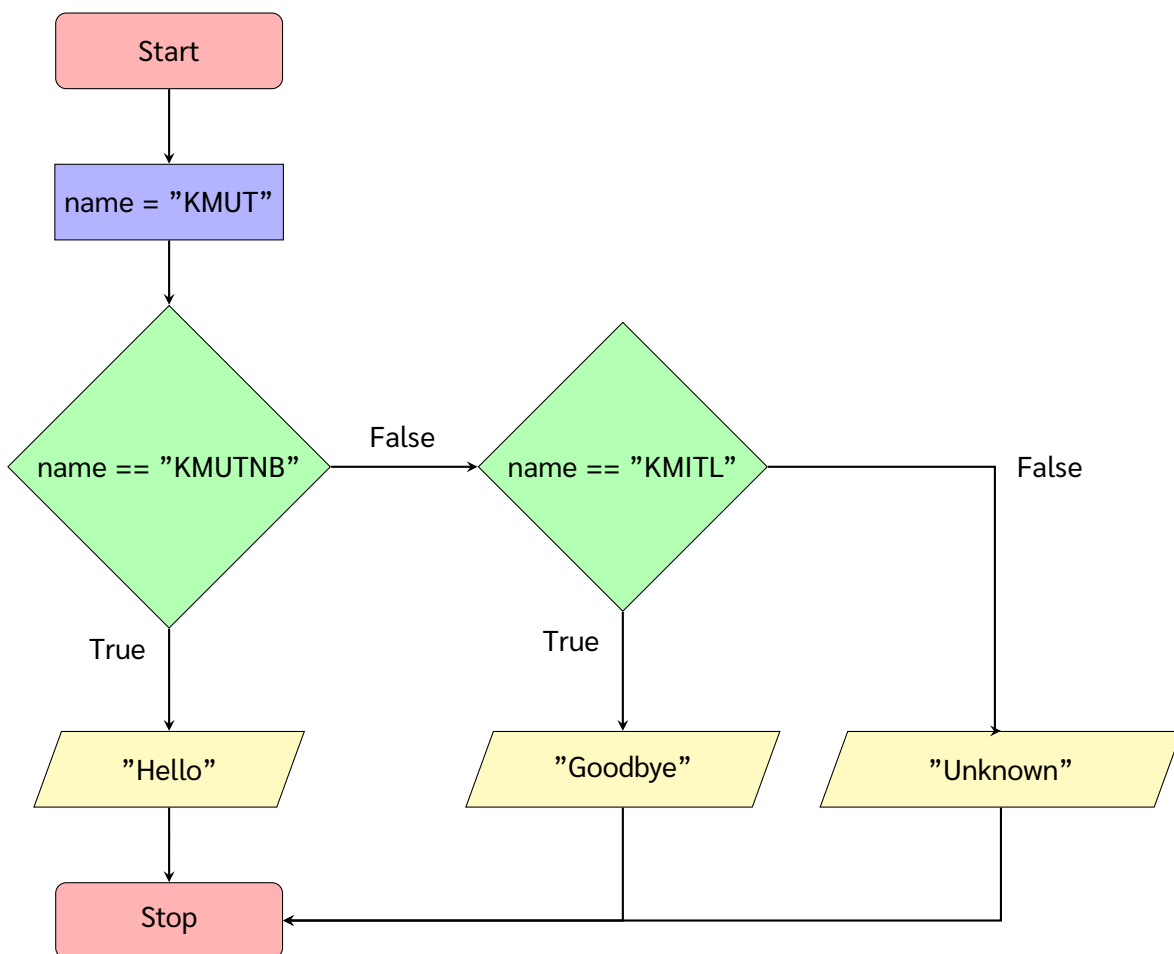 Start
name = ”KMUT”
name == ”KMUTNB”
False
name == ”KMITL”
False
True
True
”Hello”
”Goodbye”
”Unknown”
Stop